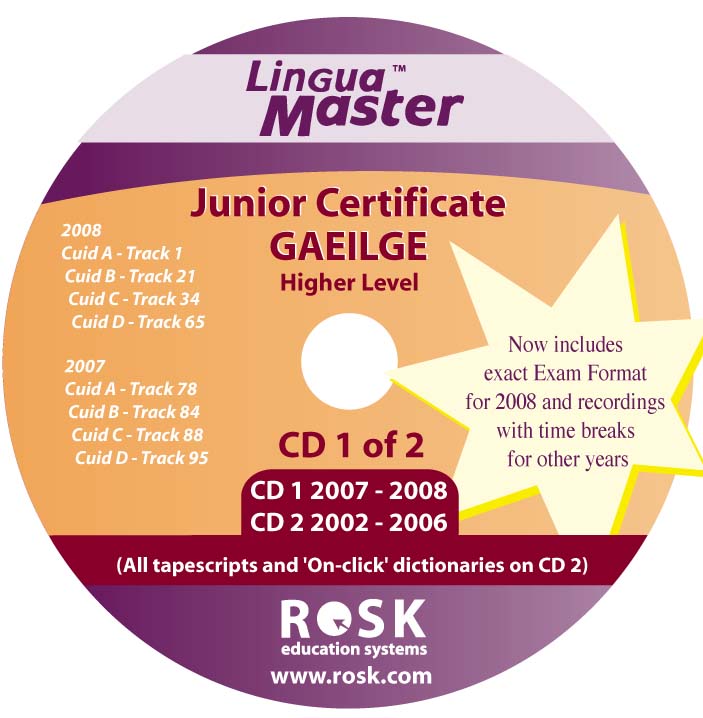 Lingua™
Master
Junior Certificate
GAEILGE
Higher Level
2008
Cuid A - Track 1
Cuid B - Track 21
Cuid C - Track 34
Cuid D - Track 65
2007
Cuid A - Track 78
Cuid B - Track 84
Cuid C - Track 88
Cuid D - Track 95
Now includes
exact Exam Format
for 2008 and recordings
with time breaks
for other years
CD 1 of 2
CD 1 2007 - 2008
CD 2 2002 - 2006
(All tapescripts and 'On-click' dictionaries on CD 2)
ROSK
education systems
www.rosk.com